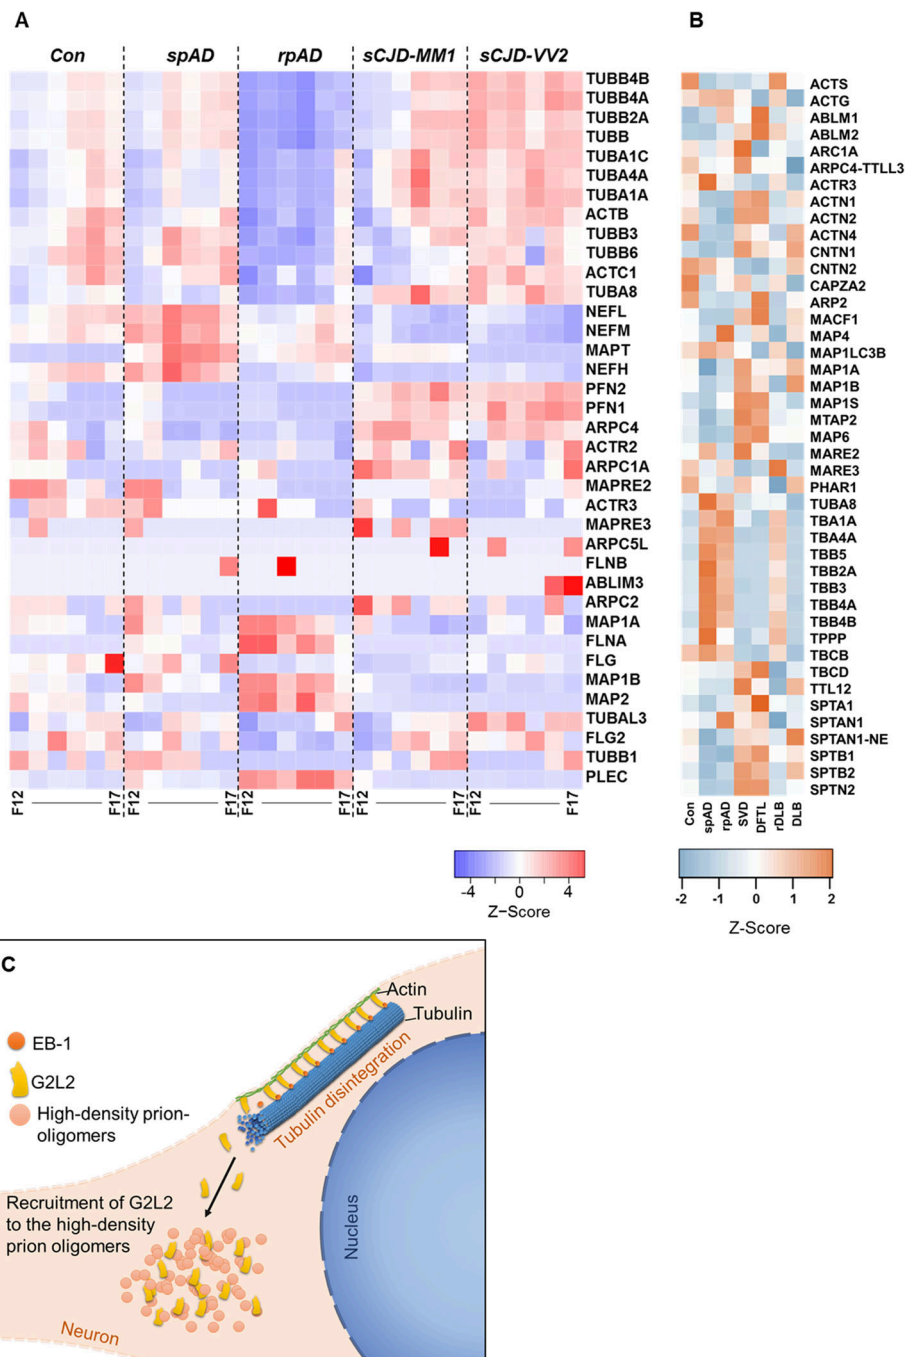 A
Con
spAD
rpAD
sCJD-MM1
sCJD-VV2
TUBB4B
TUBB4A
TUBB2A
TUBB
TUBA1C
TUBA4A
TUBA1A
ACTB
TUBB3
TUBB6
ACTC1
TUBA8
NEFL
NEFM
MAPT
NEFH
PFN2
PFN1
ARPC4
ACTR2
ARPC1A
MAPRE2
ACTR3
MAPRE3
ARPC5L
FLNB
ABLIM3
ARPC2
MAP1A
FLNA
FLG
MAP1B
MAP2
TUBAL3
FLG2
TUBB1
PLEC
F12
F17
F12
F17
F12
F17
F12
F17
F12
F17
-4
0
4
Z-Score
B
ACTS
ACTG
ABLM1
ABLM2
ARC1A
ARPC4-TTLL3
ACTR3
ACTN1
ACTN2
ACTN4
CNTN1
CNTN2
CAPZA2
ARP2
MACF1
MAP4
MAP1LC3B
MAP1A
MAP1B
MAP1S
MTAP2
MAP6
MARE2
MARE3
PHAR1
TUBA8
TBA1A
TBA4A
TBB5
TBB2A
TBB3
TBB4A
TBB4B
TPPP
TBCB
TBCD
TTL12
SPTA1
SPTAN1
SPTAN1-NE
SPTB1
SPTB2
SPTN2
Con
spAD
rpAD
SVD
DFTL
rDLB
DLB
-2
-1
0
1
2
Z-Score
C
Actin
Tubulin
EB-1
G2L2
High-density prion-
oligomers
Tubulin disintegration
Recruitment of G2L2
to the high-density
prion oligomers
Nucleus
Neuron